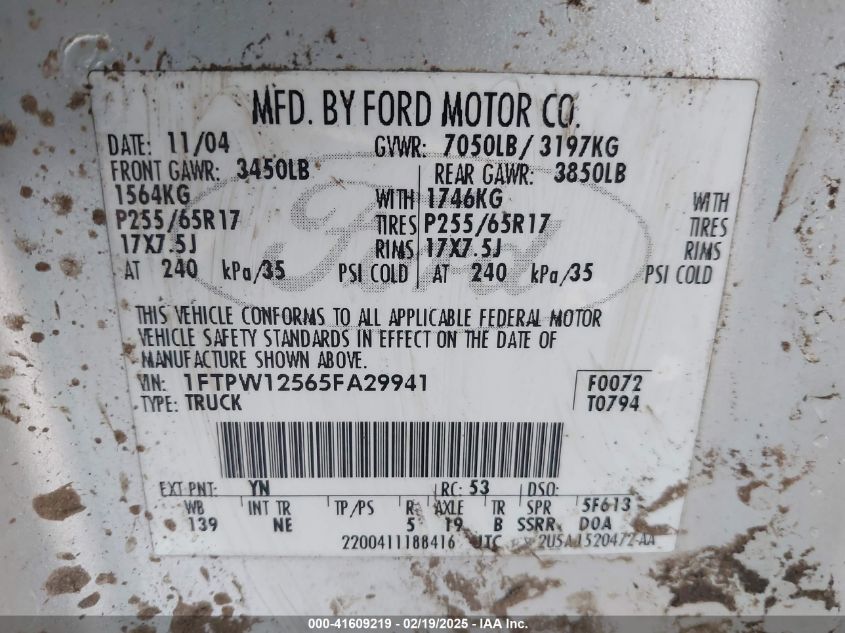 MFD. BY FORD MOTOR CO.
DATE: 11/04 GVWR: 7050LB/ 3197KG
FRONT GAWR: 3450LB REAR GAWR: 3850LB
1564KG WITH 1746KG WITH
P255/65R17 TIRES P255/65R17 TIRES
17X7.5J RIMS 17X7.5J RIMS
AT 240 kPa/35 PSI COLD AT 240 kPa/35 PSI COLD
Ford
THIS VEHICLE CONFORMS TO ALL APPLICABLE FEDERAL MOTOR
VEHICLE SAFETY STANDARDS IN EFFECT ON THE DATE OF
MANUFACTURE SHOWN ABOVE.
VIN: 1FTPW12565FA29941 F0072
TYPE: TRUCK T0794
EXT PNT: YN RC: 53 DSO:
WB INT TR TP/PS R AXLE TR SPR 5F613
139 NE 5 19 B SSRR DOA
2200411188416 UTC 2U5A1520472-AA
000-41609219 - 02/19/2025 - IAA Inc.